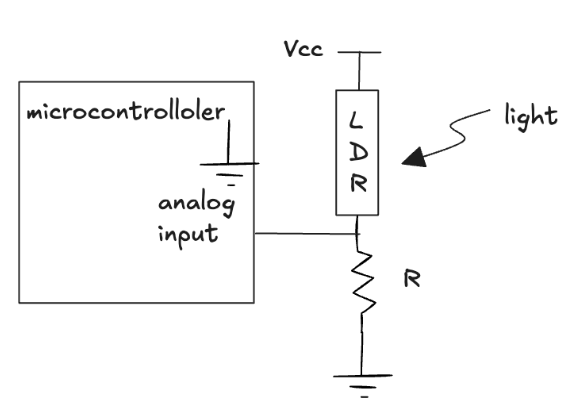 Vcc
microcontrolloler
L
D
R
light
analog
input
R